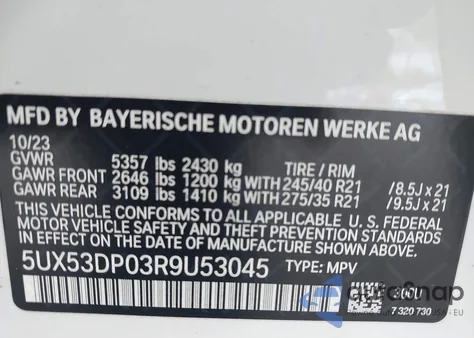 MFD BY BAYERISCHE MOTOREN WERKE AG
10/23
GVWR 5357 lbs 2430 kg TIRE / RIM
GAWR FRONT 2646 lbs 1200 kg WITH 245/40 R21 /8.5J x 21
GAWR REAR 3109 lbs 1410 kg WITH 275/35 R21 /9.5J x 21
THIS VEHICLE CONFORMS TO ALL APPLICABLE U. S. FEDERAL
MOTOR VEHICLE SAFETY AND THEFT PREVENTION STANDARDS IN
EFFECT ON THE DATE OF MANUFACTURE SHOWN ABOVE.
5UX53DP03R9U53045 TYPE: MPV
300U
7 320 730